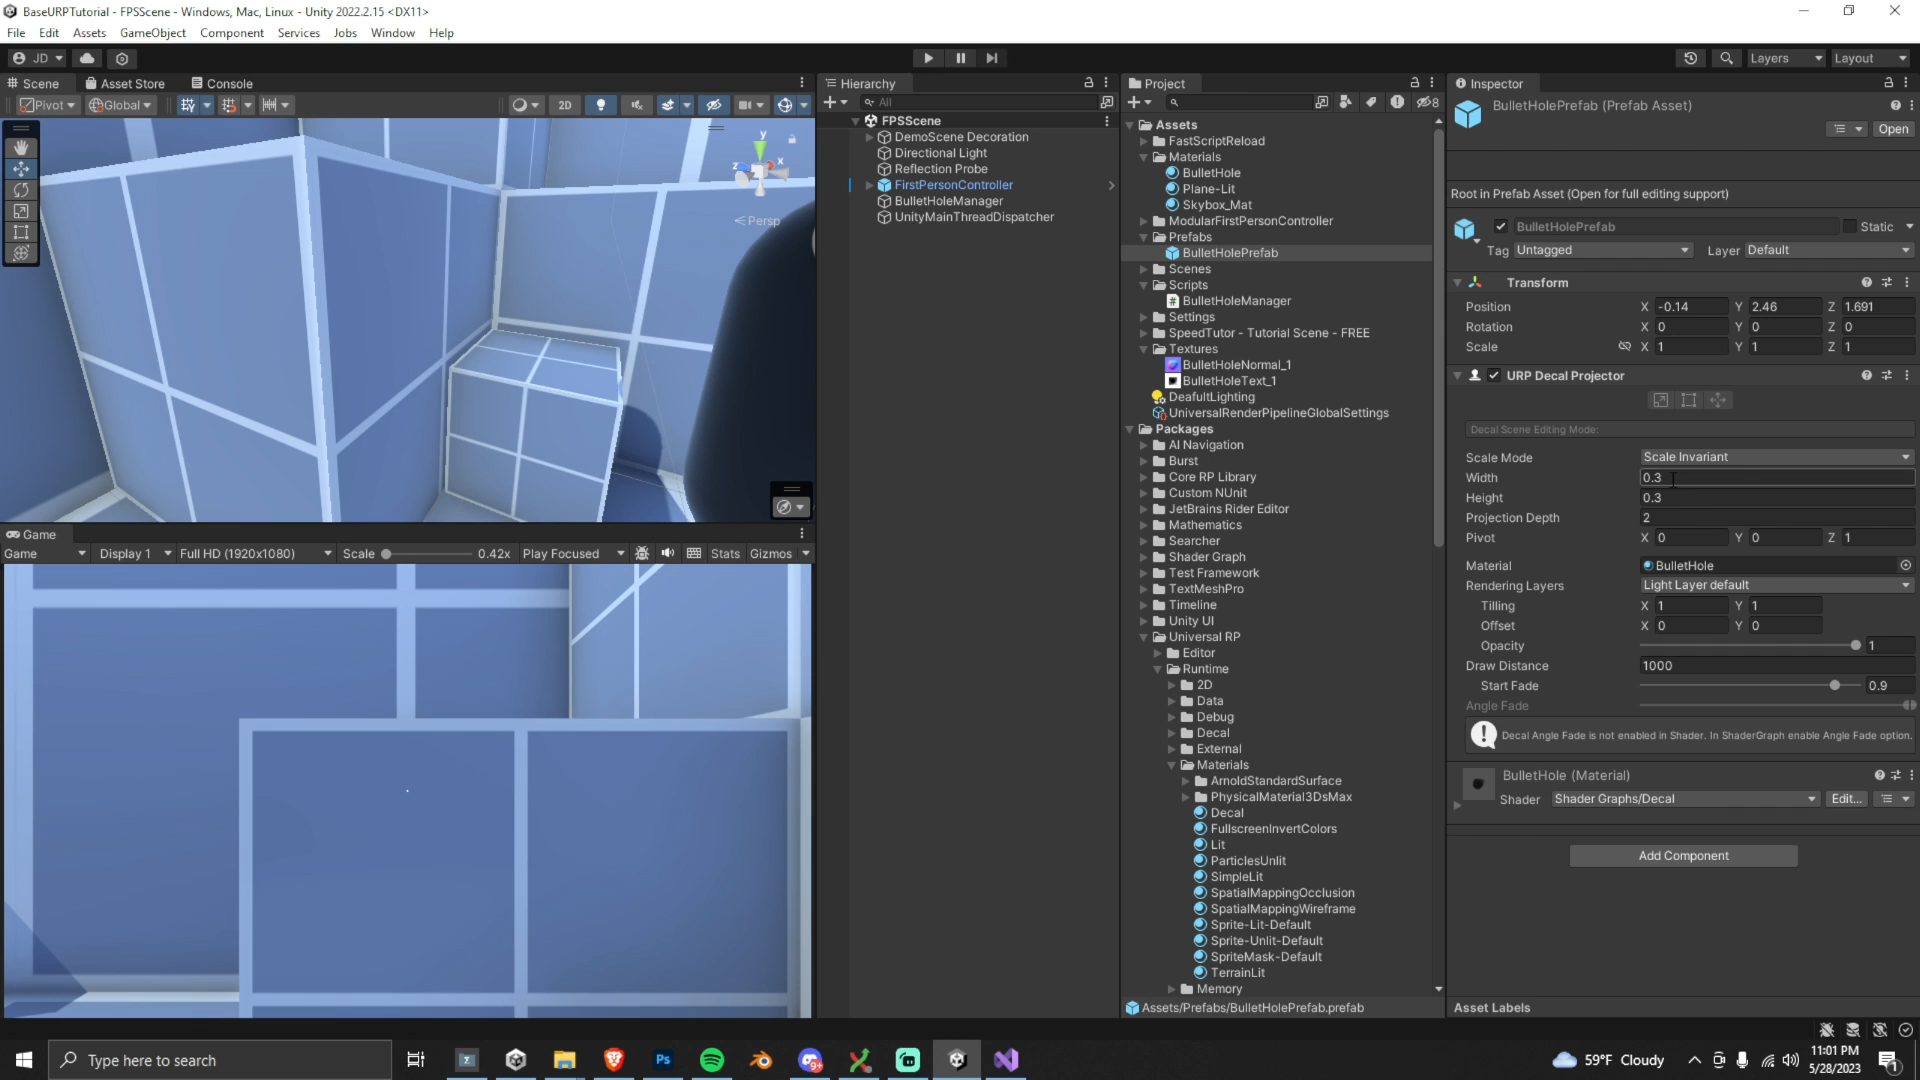 BaseURPTutorial - FPSScene - Windows, Mac, Linux - Unity 2022.2.15 <DX11>
File Edit Assets GameObject Component Services Jobs Window Help
JD Layers Layout
Scene Asset Store Console
Pivot Global 2D
y
x
z
Persp
Game
Game Display 1 Full HD (1920x1080) Scale 0.42x Play Focused Stats Gizmos
Hierarchy
All
FPSScene
DemoScene Decoration
Directional Light
Reflection Probe
FirstPersonController
BulletHoleManager
UnityMainThreadDispatcher
Project
8
Assets
FastScriptReload
Materials
BulletHole
Plane-Lit
Skybox_Mat
ModularFirstPersonController
Prefabs
BulletHolePrefab
Scenes
Scripts
BulletHoleManager
Settings
SpeedTutor - Tutorial Scene - FREE
Textures
BulletHoleNormal_1
BulletHoleText_1
DeafultLighting
UniversalRenderPipelineGlobalSettings
Packages
AI Navigation
Burst
Core RP Library
Custom NUnit
JetBrains Rider Editor
Mathematics
Searcher
Shader Graph
Test Framework
TextMeshPro
Timeline
Unity UI
Universal RP
Editor
Runtime
2D
Data
Debug
Decal
External
Materials
ArnoldStandardSurface
PhysicalMaterial3DsMax
Decal
FullscreenInvertColors
Lit
ParticlesUnlit
SimpleLit
SpatialMappingOcclusion
SpatialMappingWireframe
Sprite-Lit-Default
Sprite-Unlit-Default
SpriteMask-Default
TerrainLit
Memory
Assets/Prefabs/BulletHolePrefab.prefab
Inspector
BulletHolePrefab (Prefab Asset)
Open
Root in Prefab Asset (Open for full editing support)
BulletHolePrefab Static
Tag Untagged Layer Default
Transform
Position X -0.14 Y 2.46 Z 1.691
Rotation X 0 Y 0 Z 0
Scale X 1 Y 1 Z 1
URP Decal Projector
Decal Scene Editing Mode:
Scale Mode Scale Invariant
Width 0.3
Height 0.3
Projection Depth 2
Pivot X 0 Y 0 Z 1
Material BulletHole
Rendering Layers Light Layer default
Tilling X 1 Y 1
Offset X 0 Y 0
Opacity 1
Draw Distance 1000
Start Fade 0.9
Angle Fade
Decal Angle Fade is not enabled in Shader. In ShaderGraph enable Angle Fade option.
BulletHole (Material)
Shader Shader Graphs/Decal Edit...
Add Component
Asset Labels
Type here to search
Ps
9+
59°F Cloudy
11:01 PM
5/28/2023
1